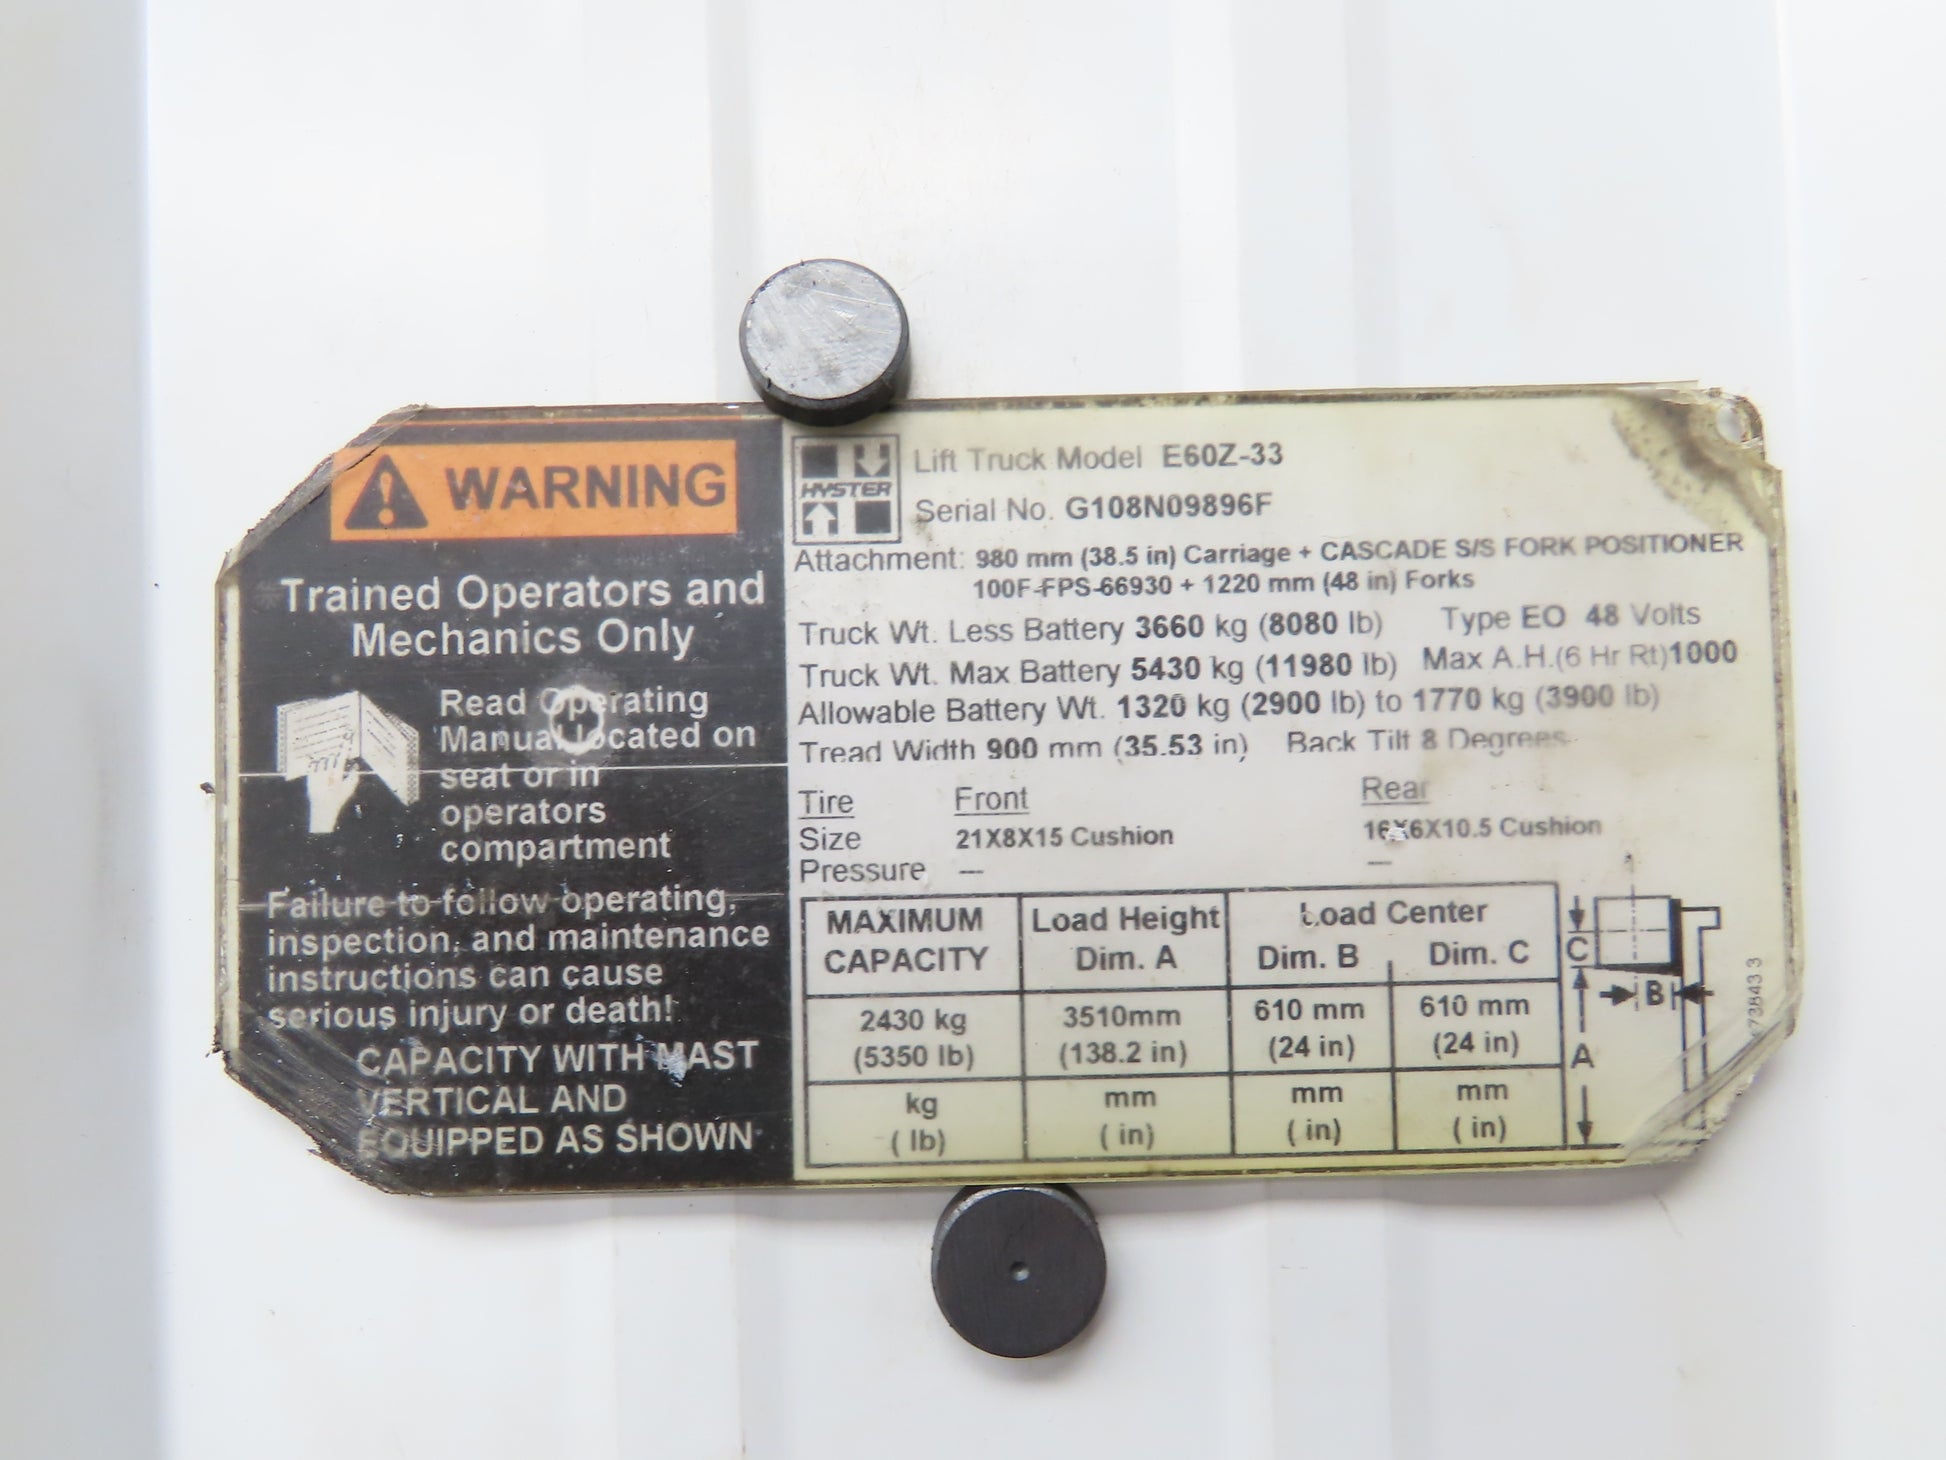 WARNING
Trained Operators and
Mechanics Only
Read Operating
Manual located on
seat or in
operators
compartment
Failure to follow operating,
inspection, and maintenance
instructions can cause
serious injury or death!
CAPACITY WITH MAST
VERTICAL AND
EQUIPPED AS SHOWN
HYSTER
Lift Truck Model E60Z-33
Serial No. G108N09896F
Attachment: 980 mm (38.5 in) Carriage + CASCADE S/S FORK POSITIONER
100F-FPS-66930 + 1220 mm (48 in) Forks
Truck Wt. Less Battery 3660 kg (8080 lb) Type EO 48 Volts
Truck Wt. Max Battery 5430 kg (11980 lb) Max A.H.(6 Hr Rt)1000
Allowable Battery Wt. 1320 kg (2900 lb) to 1770 kg (3900 lb)
Tread Width 900 mm (35.53 in) Back Tilt 8 Degrees
Tire Front Rear
Size 21X8X15 Cushion 16X6X10.5 Cushion
Pressure — —
MAXIMUM CAPACITY Load Height Dim. A Load Center Dim. B Dim. C
2430 kg 3510mm 610 mm 610 mm
(5350 lb) (138.2 in) (24 in) (24 in)
kg mm mm mm
( lb) ( in) ( in) ( in)
C
B
A